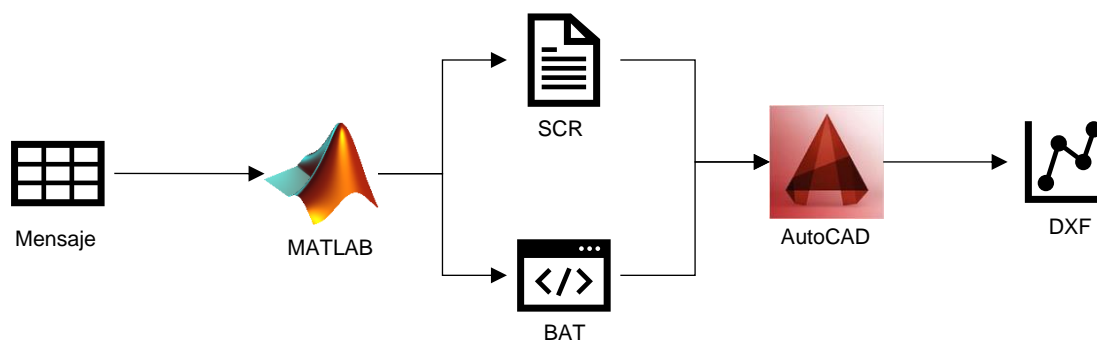 Mensaje
MATLAB
SCR
BAT
AutoCAD
DXF